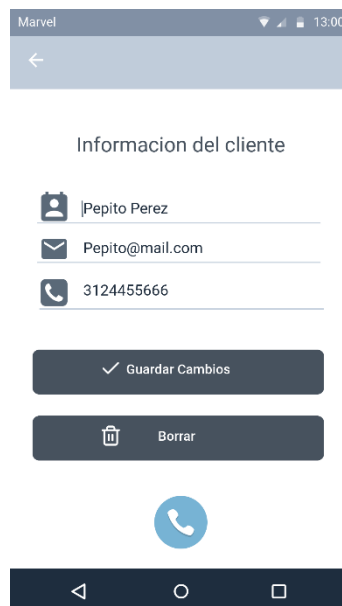 Marvel 13:00
Informacion del cliente
Pepito Perez
Pepito@mail.com
3124455666
Guardar Cambios
Borrar